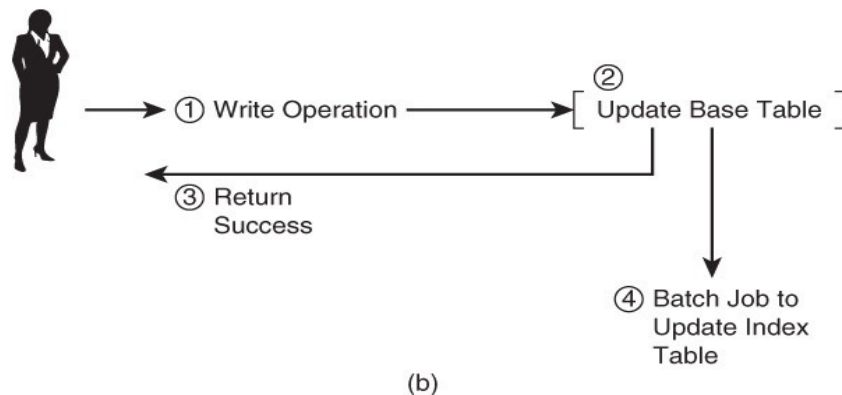 ① Write Operation
②
Update Base Table
③ Return
Success
④ Batch Job to
Update Index
Table
(b)